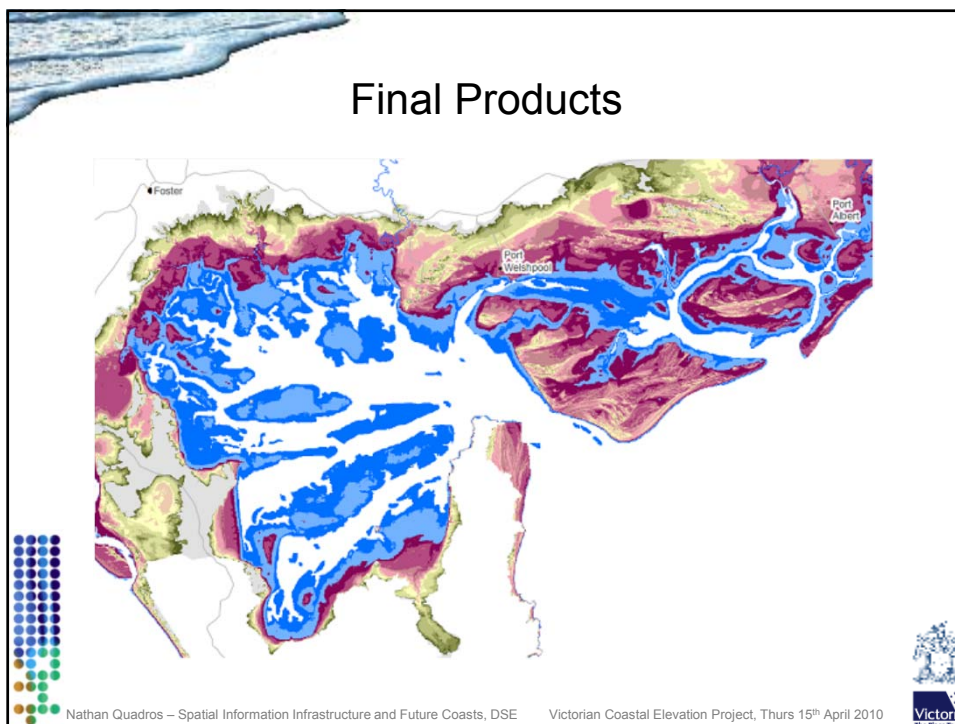 Final Products
Foster
Port
Albert
Port
Welshpool
Nathan Quadros – Spatial Information Infrastructure and Future Coasts, DSE Victorian Coastal Elevation Project, Thurs 15th April 2010